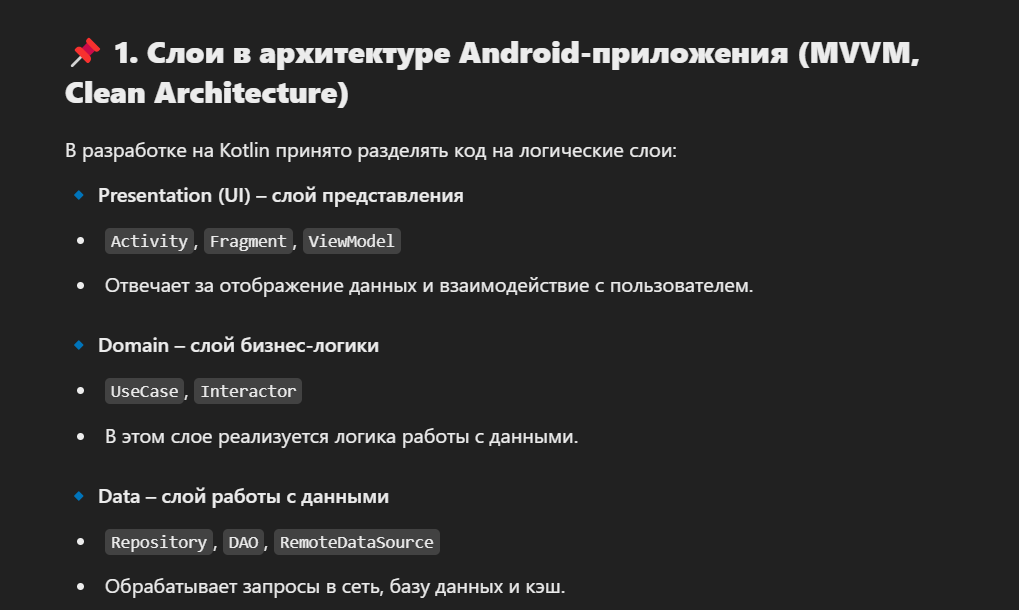 📌 1. Слои в архитектуре Android-приложения (MVVM,
Clean Architecture)
В разработке на Kotlin принято разделять код на логические слои:
🔹 Presentation (UI) – слой представления
• Activity, Fragment, ViewModel
• Отвечает за отображение данных и взаимодействие с пользователем.
🔹 Domain – слой бизнес-логики
• UseCase, Interactor
• В этом слое реализуется логика работы с данными.
🔹 Data – слой работы с данными
• Repository, DAO, RemoteDataSource
• Обрабатывает запросы в сеть, базу данных и кэш.